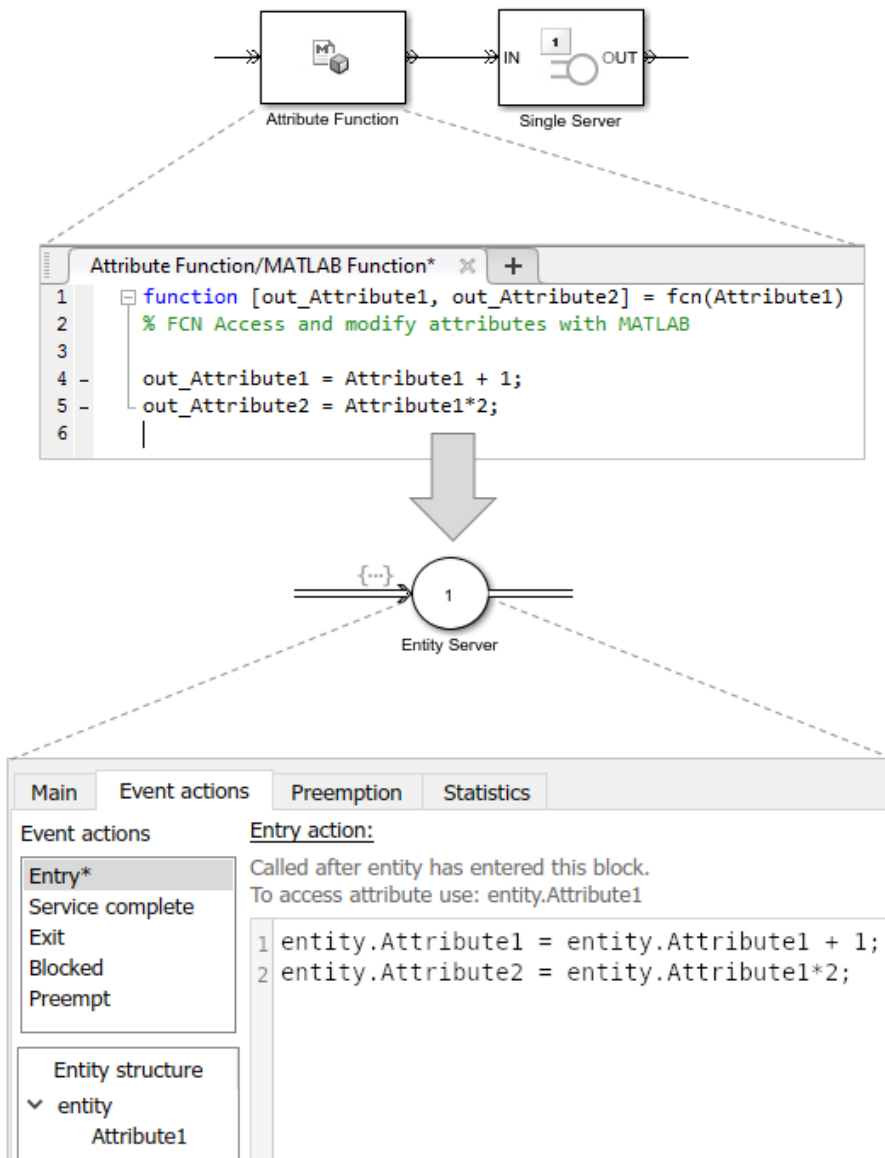 1
IN
OUT
Attribute Function
Single Server
Attribute Function/MATLAB Function*
1 function [out_Attribute1, out_Attribute2] = fcn(Attribute1)
2 % FCN Access and modify attributes with MATLAB
3
4 - out_Attribute1 = Attribute1 + 1;
5 - out_Attribute2 = Attribute1*2;
6
{...}
1
Entity Server
Main Event actions Preemption Statistics
Event actions
Entry*
Service complete
Exit
Blocked
Preempt
Entity structure
entity
Attribute1
Entry action:
Called after entity has entered this block.
To access attribute use: entity.Attribute1
1 entity.Attribute1 = entity.Attribute1 + 1;
2 entity.Attribute2 = entity.Attribute1*2;